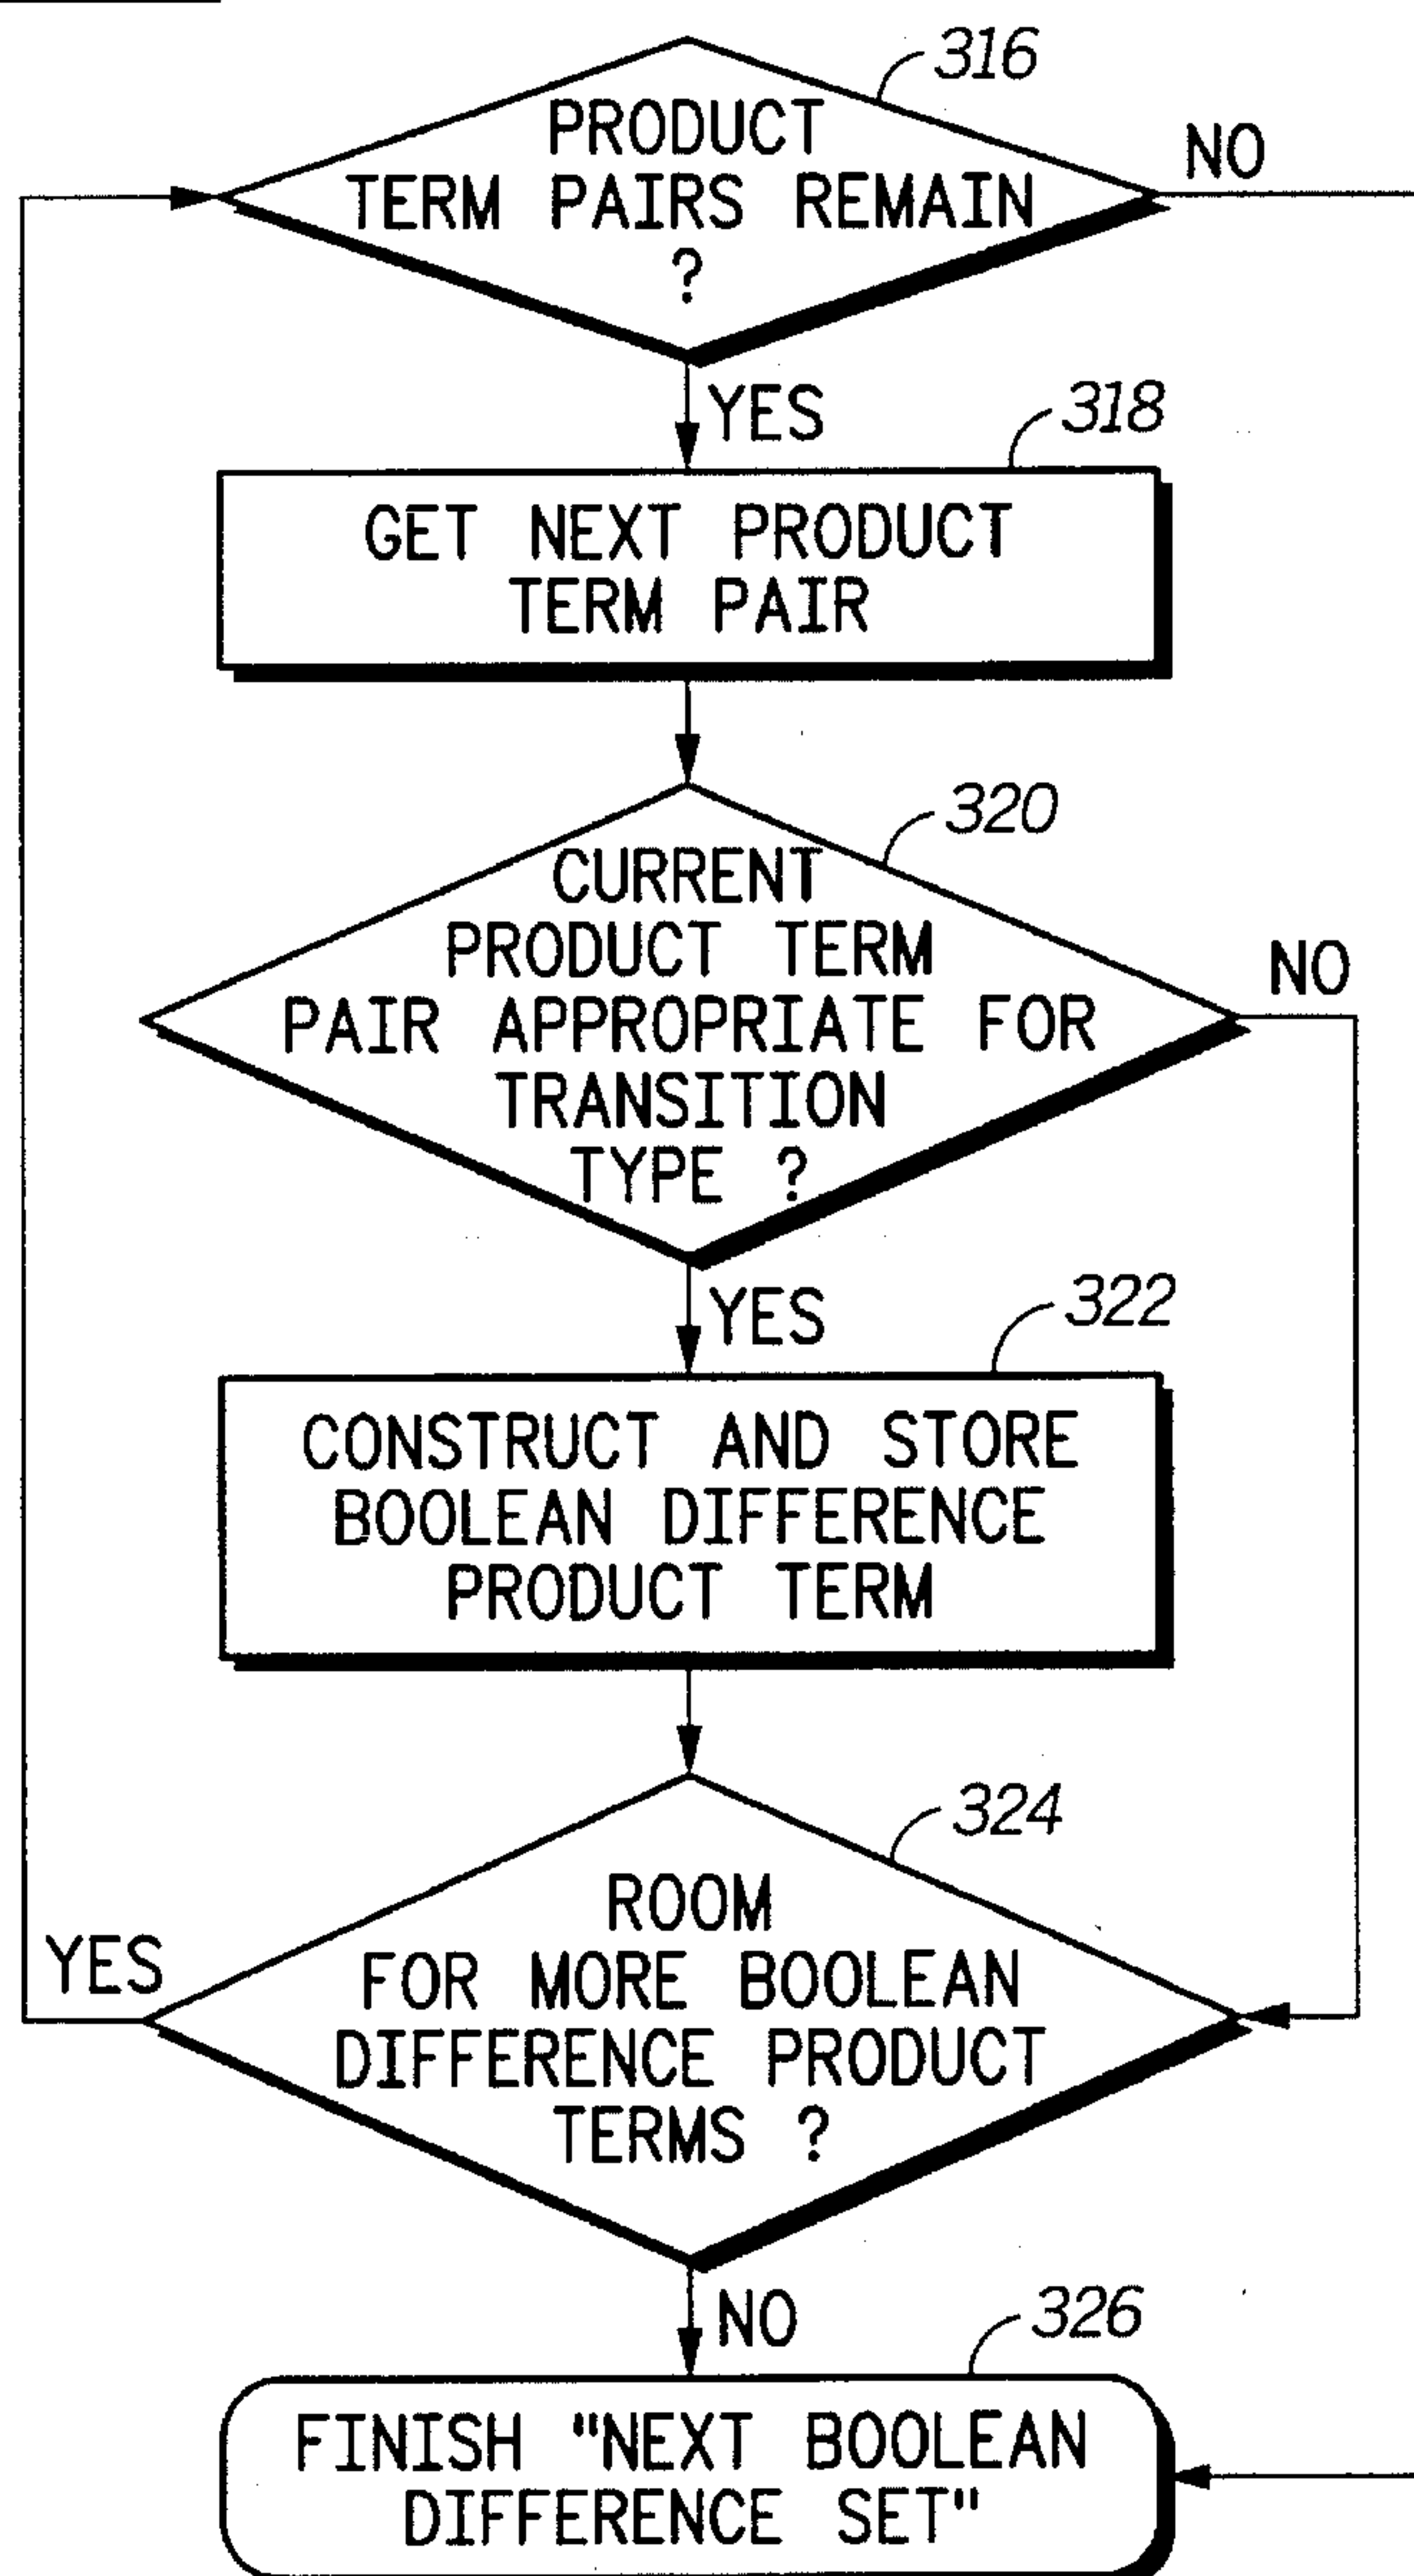 316
PRODUCT
TERM PAIRS REMAIN
?
NO
YES
318
GET NEXT PRODUCT
TERM PAIR
320
CURRENT
PRODUCT TERM
PAIR APPROPRIATE FOR
TRANSITION
TYPE ?
NO
YES
322
CONSTRUCT AND STORE
BOOLEAN DIFFERENCE
PRODUCT TERM
324
ROOM
FOR MORE BOOLEAN
DIFFERENCE PRODUCT
TERMS ?
YES
NO
326
FINISH "NEXT BOOLEAN
DIFFERENCE SET"